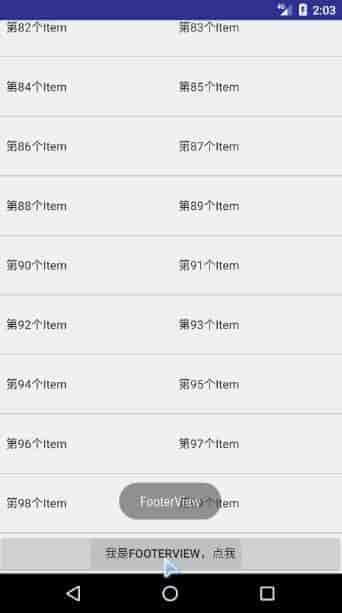 2:03
第82个Item 第83个Item
第84个Item 第85个Item
第86个Item 第87个Item
第88个Item 第89个Item
第90个Item 第91个Item
第92个Item 第93个Item
第94个Item 第95个Item
第96个Item 第97个Item
第98个Item
FooterView
我是FOOTERVIEW，点我